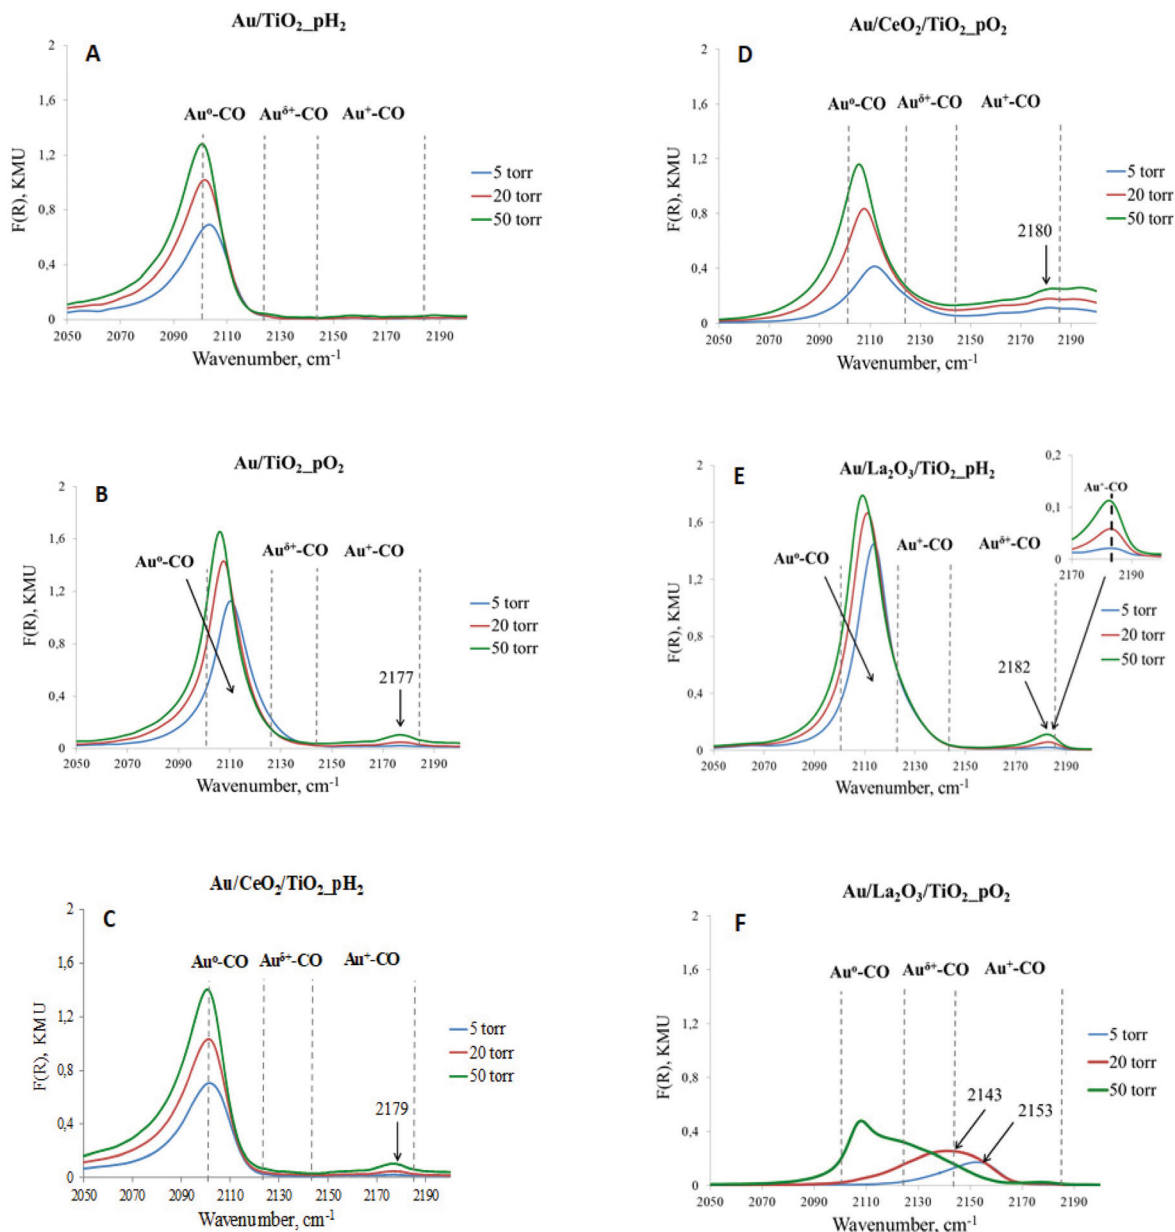 Au/TiO₂_pH₂
A
2
1,6
1,2
0,8
0,4
0
F(R), KMU
Auº-CO Auᵟ⁺-CO Au⁺-CO
5 torr
20 torr
50 torr
2050 2070 2090 2110 2130 2150 2170 2190
Wavenumber, cm⁻¹
Au/TiO₂_pO₂
B
2
1,6
1,2
0,8
0,4
0
F(R), KMU
Auº-CO Auᵟ⁺-CO Au⁺-CO
5 torr
20 torr
50 torr
2177
2050 2070 2090 2110 2130 2150 2170 2190
Wavenumber, cm⁻¹
Au/CeO₂/TiO₂_pH₂
C
2
1,6
1,2
0,8
0,4
0
F(R), KMU
Auº-CO Auᵟ⁺-CO Au⁺-CO
5 torr
20 torr
50 torr
2179
2050 2070 2090 2110 2130 2150 2170 2190
Wavenumber, cm⁻¹
Au/CeO₂/TiO₂_pO₂
D
2
1,6
1,2
0,8
0,4
0
F(R), KMU
Auº-CO Auᵟ⁺-CO Au⁺-CO
5 torr
20 torr
50 torr
2180
2050 2070 2090 2110 2130 2150 2170 2190
Wavenumber, cm⁻¹
Au/La₂O₃/TiO₂_pH₂
E
2
1,6
1,2
0,8
0,4
0
F(R), KMU
Auº-CO Au⁺-CO Auᵟ⁺-CO
0,2
0,1
0
Au⁺-CO
2170 2190
5 torr
20 torr
50 torr
2182
2050 2070 2090 2110 2130 2150 2170 2190
Wavenumber, cm⁻¹
Au/La₂O₃/TiO₂_pO₂
F
2
1,6
1,2
0,8
0,4
0
F(R), KMU
Auº-CO Auᵟ⁺-CO Au⁺-CO
5 torr
20 torr
50 torr
2143
2153
2050 2070 2090 2110 2130 2150 2170 2190
Wavenumber, cm⁻¹